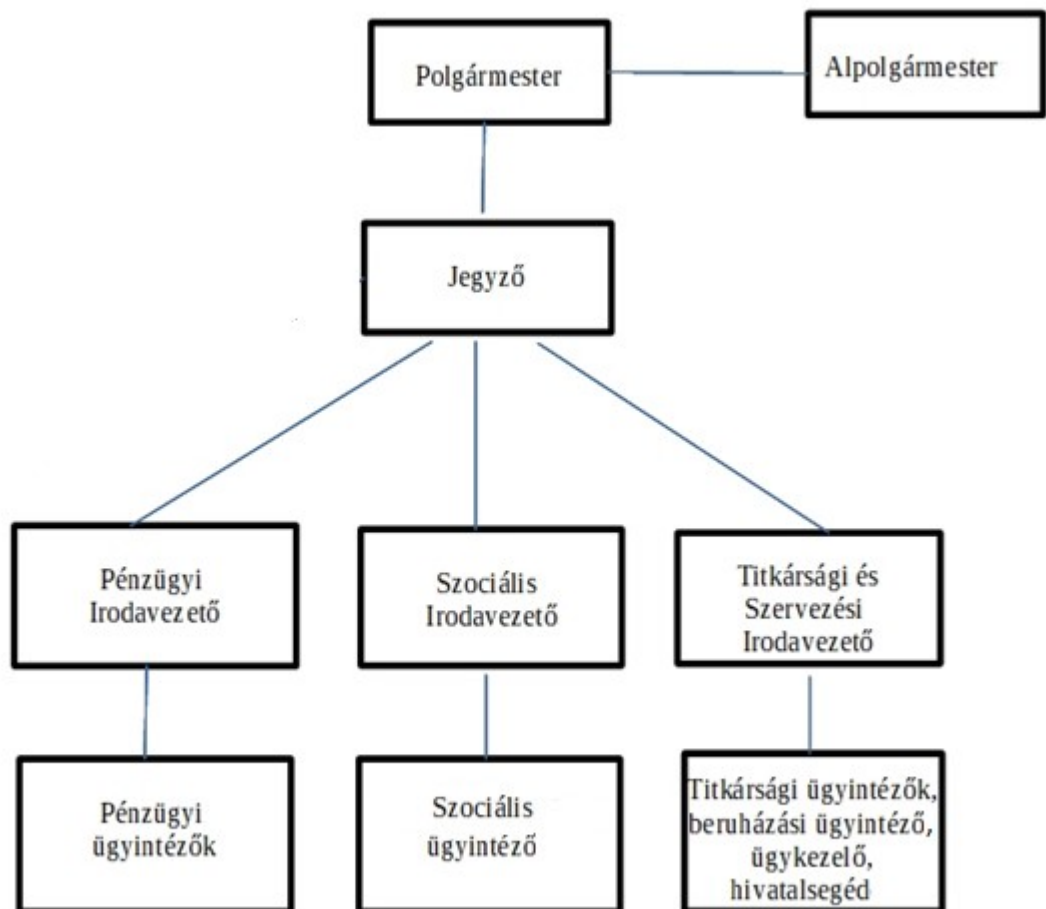 Polgármester
Alpolgármester
Jegyző
Pénzügyi
Irodavezető
Szociális
Irodavezető
Titkársági és
Szervezési
Irodavezető
Pénzügyi
ügyintézők
Szociális
ügyintéző
Titkársági ügyintézők,
beruházási ügyintéző,
ügykezelő,
hivatalsegéd